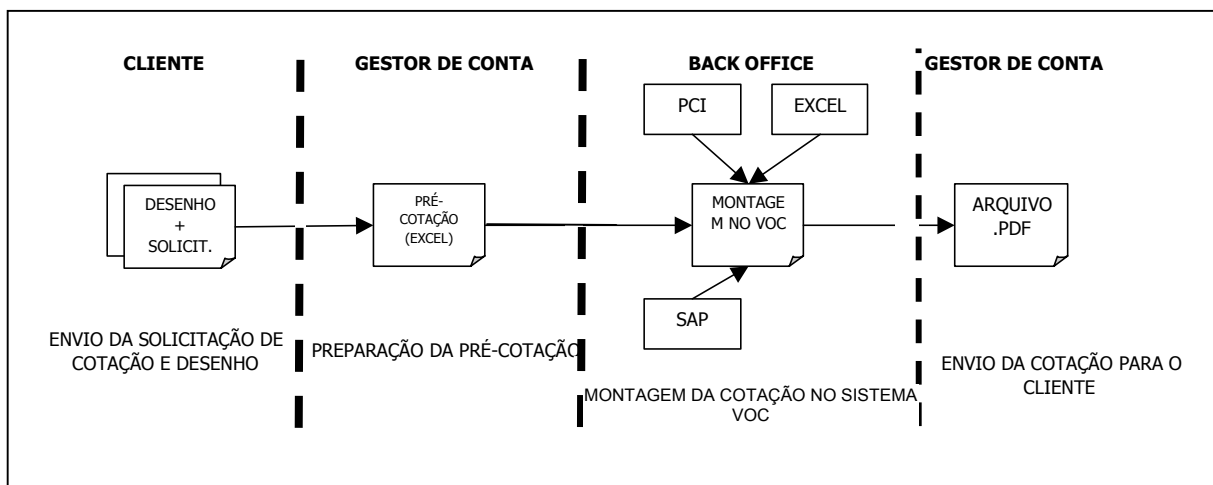 CLIENTE
GESTOR DE CONTA
BACK OFFICE
GESTOR DE CONTA
PCI
EXCEL
DESENHO
+
SOLICIT.
PRÉ-
COTAÇÃO
(EXCEL)
MONTAGE
M NO VOC
ARQUIVO
.PDF
SAP
ENVIO DA SOLICITAÇÃO DE
COTAÇÃO E DESENHO
PREPARAÇÃO DA PRÉ-COTAÇÃO
MONTAGEM DA COTAÇÃO NO SISTEMA
VOC
ENVIO DA COTAÇÃO PARA O
CLIENTE